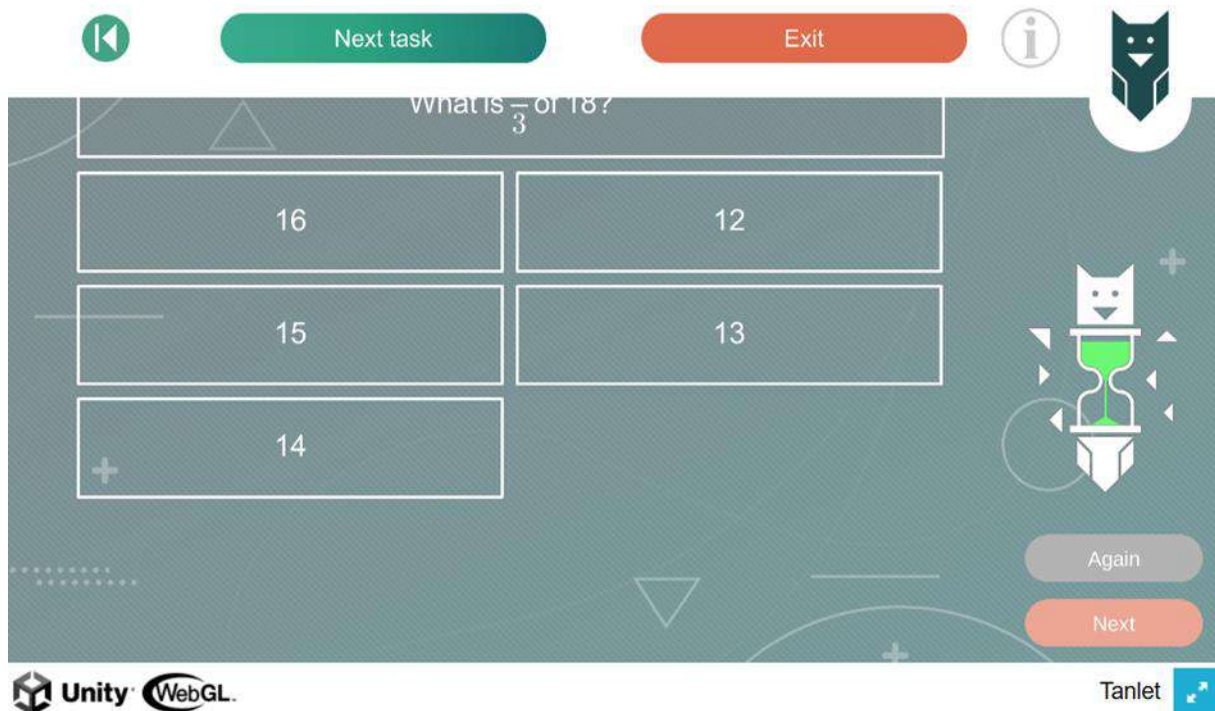 Next task
Exit
i
What is — of 18?
3
16
12
15
13
14
Again
Next
Unity WebGL.
Tanlet